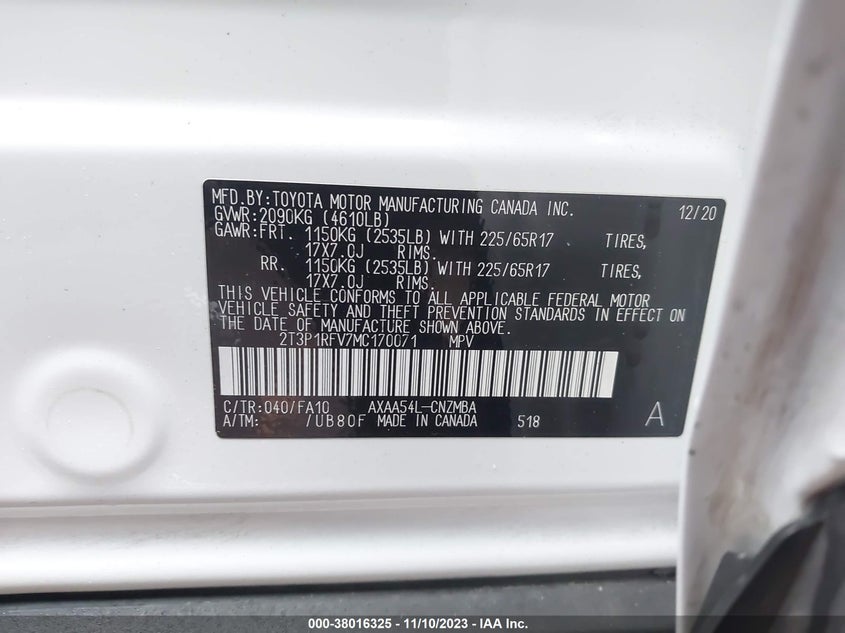 MFD.BY:TOYOTA MOTOR MANUFACTURING CANADA INC. 12/20
GVWR:2090KG (4610LB)
GAWR:FRT. 1150KG (2535LB) WITH 225/65R17 TIRES,
17X7.0J RIMS.
RR. 1150KG (2535LB) WITH 225/65R17 TIRES,
17X7.0J RIMS.
THIS VEHICLE CONFORMS TO ALL APPLICABLE FEDERAL MOTOR
VEHICLE SAFETY AND THEFT PREVENTION STANDARDS IN EFFECT ON
THE DATE OF MANUFACTURE SHOWN ABOVE.
2T3P1RFV7MC170071 MPV
C/TR:040/FA10 AXAA54L-CNZMBA
A/TM: /UB80F MADE IN CANADA 518 A
000-38016325 - 11/10/2023 - IAA Inc.